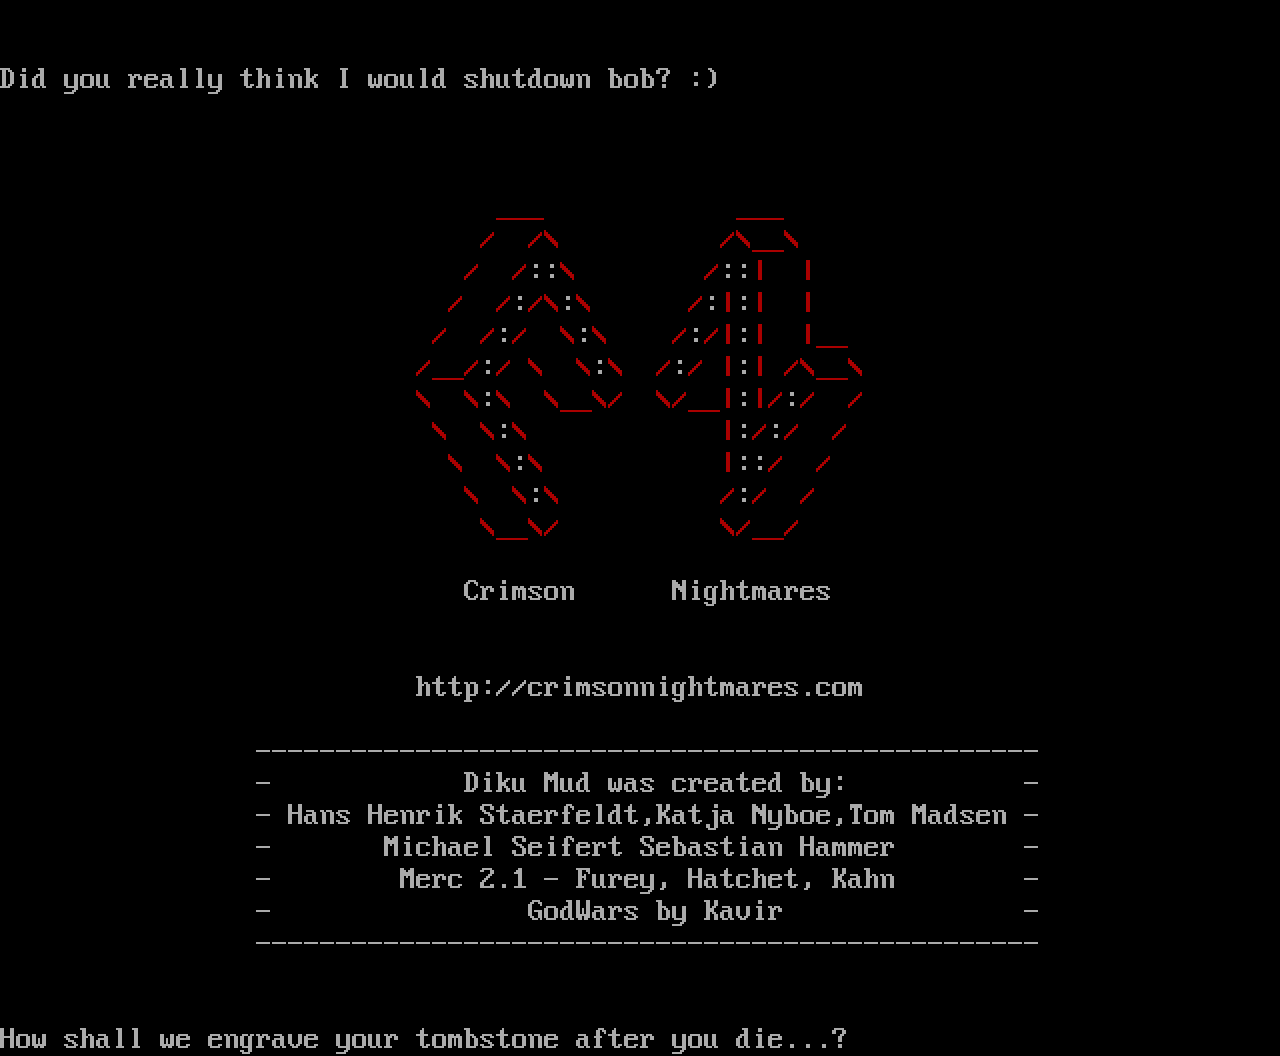 Did you really think I would shutdown bob? :)
Crimson Nightmares
http://crimsonnightmares.com
-------------------------------------------------
- Diku Mud was created by: -
- Hans Henrik Staerfeldt,Katja Nyboe,Tom Madsen -
- Michael Seifert Sebastian Hammer -
- Merc 2.1 - Furey, Hatchet, Kahn -
- GodWars by Kavir -
-------------------------------------------------
How shall we engrave your tombstone after you die...?